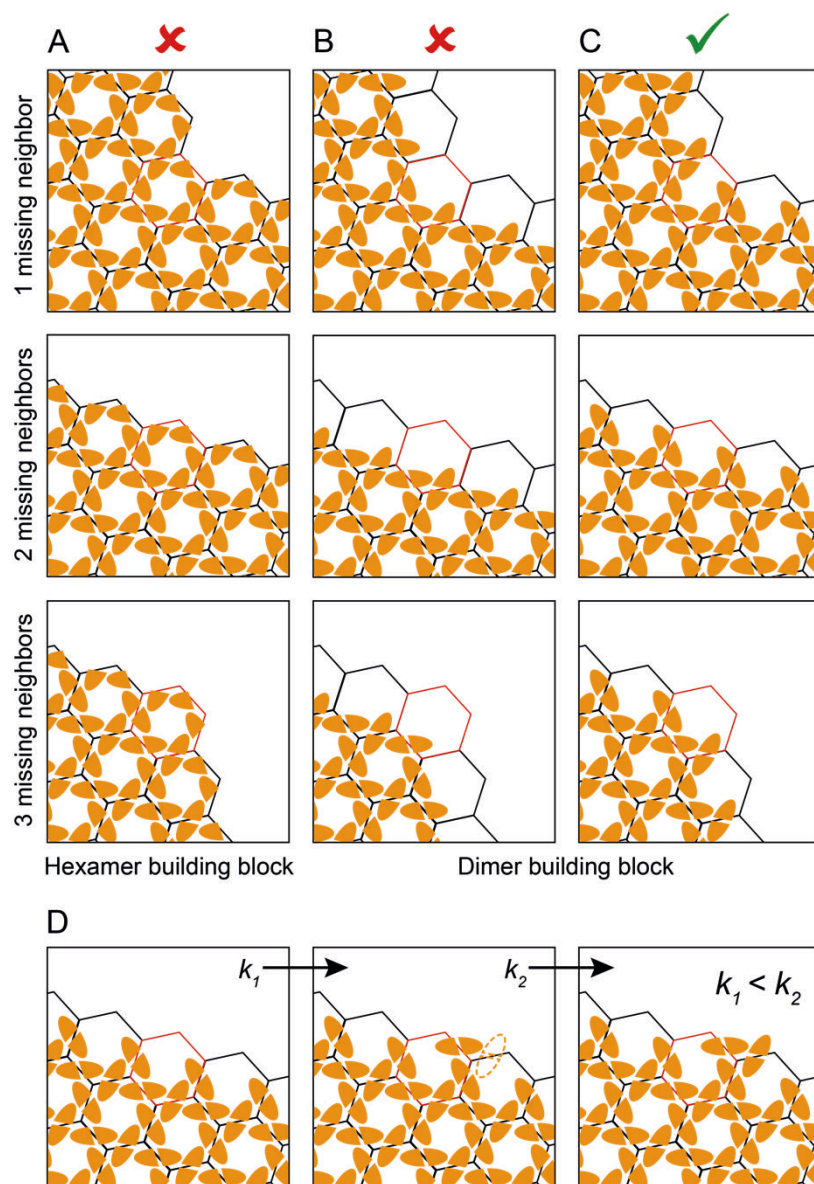 A
B
C
1 missing neighbor
2 missing neighbors
3 missing neighbors
Hexamer building block
Dimer building block
D
k1
k2
k1 < k2